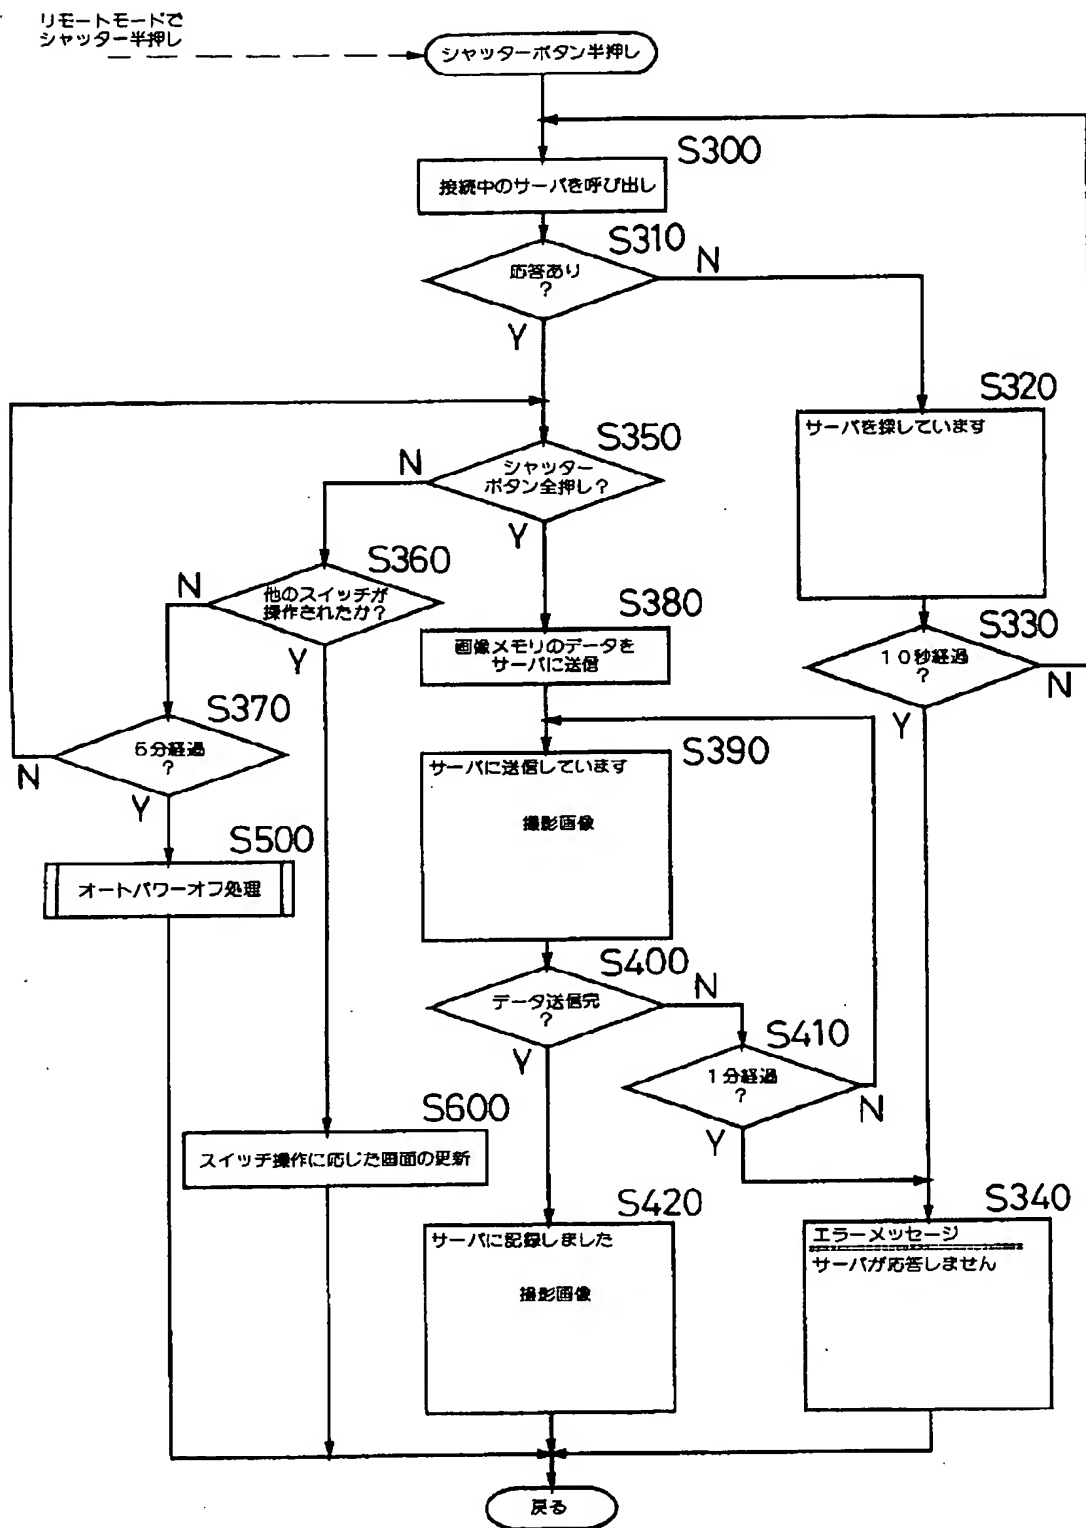 リモートモードで
シャッター半押し
シャッターボタン半押し
S300
接続中のサーバを呼び出し
S310
応答あり
?
N
Y
S320
サーバを探しています
S350
シャッター
ボタン全押し?
N
Y
S360
他のスイッチが
操作されたか?
N
Y
S380
画像メモリのデータを
サーバに送信
S330
10秒経過
?
N
Y
S370
5分経過
?
N
Y
S390
サーバに送信しています
撮影画像
S500
オートパワーオフ処理
S400
データ送信完
?
N
Y
S410
1分経過
?
N
Y
S600
スイッチ操作に応じた画面の更新
S420
サーバに記録しました
撮影画像
S340
エラーメッセージ
サーバが応答しません
戻る